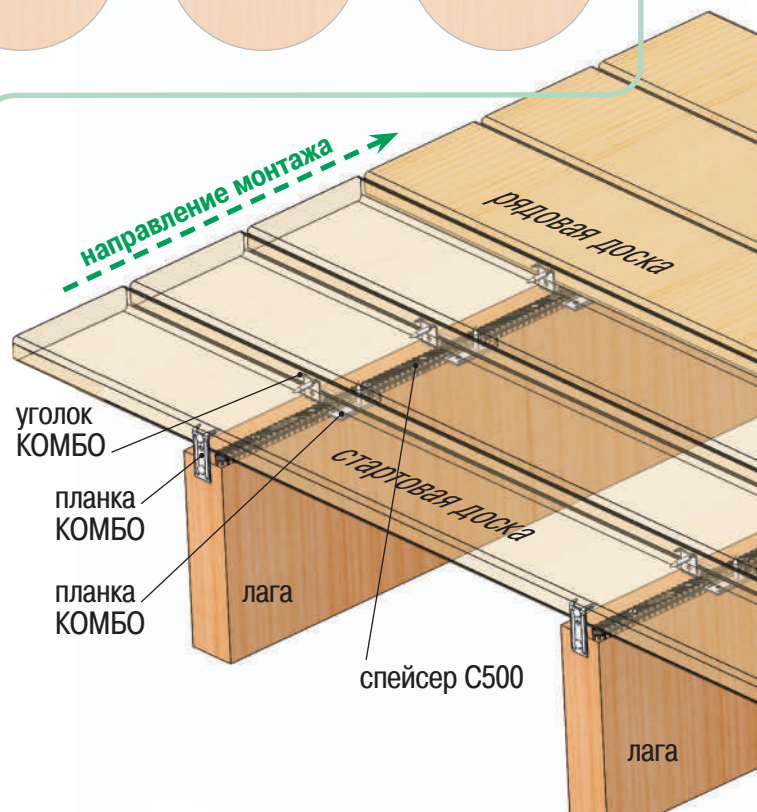 направление монтажа
рядовая доска
уголок
КОМБО
стартовая доска
планка
КОМБО
планка
КОМБО
лага
спейсер С500
лага